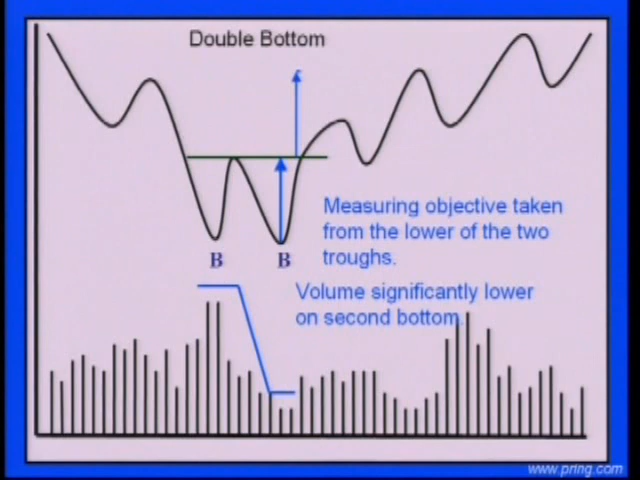 Double Bottom
Measuring objective taken
from the lower of the two
troughs.
B B
Volume significantly lower
on second bottom.
www.pring.com